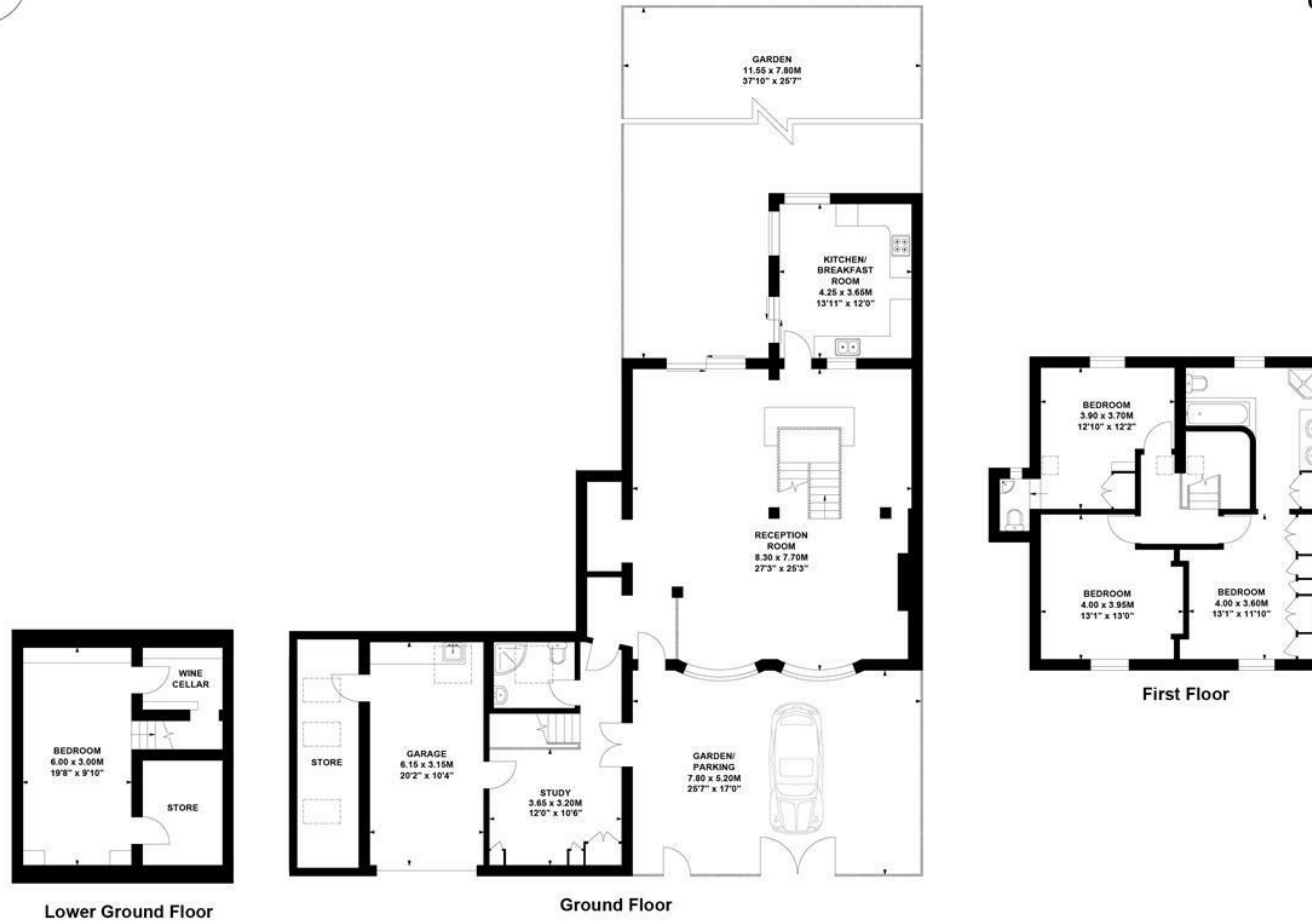 GARDEN
11.55 x 7.80M
37'10" x 25'7"
KITCHEN/
BREAKFAST
ROOM
4.25 x 3.65M
13'11" x 12'0"
RECEPTION
ROOM
8.30 x 7.70M
27'3" x 25'3"
BEDROOM
3.90 x 3.70M
12'10" x 12'2"
BEDROOM
4.00 x 3.95M
13'1" x 13'0"
BEDROOM
4.00 x 3.60M
13'1" x 11'10"
First Floor
WINE
CELLAR
BEDROOM
6.00 x 3.00M
19'8" x 9'10"
STORE
Lower Ground Floor
STORE
GARAGE
6.15 x 3.15M
20'2" x 10'4"
STUDY
3.65 x 3.20M
12'0" x 10'6"
GARDEN/
PARKING
7.80 x 5.20M
25'7" x 17'0"
Ground Floor